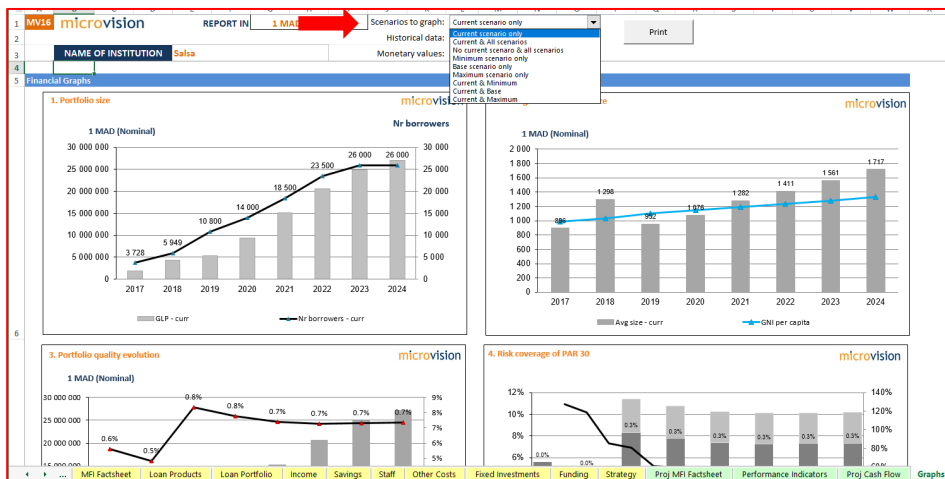 1 MV16 microvision REPORT IN 1 MAD Scenarios to graph: Current scenario only
2 Historical data: Print
3 NAME OF INSTITUTION Salsa Monetary values:
Current scenario only
Current & All scenarios
No current scenario & all scenarios
Minimum scenario only
Base scenario only
Maximum scenario only
Current & Minimum
Current & Base
Current & Maximum
4
5 Financial Graphs
1. Portfolio size microvision
Nr borrowers
1 MAD (Nominal)
30 000 000 30 000
25 000 000 25 000
20 000 000 20 000
15 000 000 15 000
10 000 000 10 000
5 000 000 5 000
0 0
3 728 5 949 10 800 14 000 18 500 23 500 26 000 26 000
2017 2018 2019 2020 2021 2022 2023 2024
GLP - curr Nr borrowers - curr
microvision
1 MAD (Nominal)
2 000
1 800
1 600
1 400
1 200
1 000
800
600
400
200
0
896 1 298 952 1 076 1 282 1 411 1 561 1 717
2017 2018 2019 2020 2021 2022 2023 2024
Avg size - curr GNI per capita
6
3. Portfolio quality evolution microvision
1 MAD (Nominal)
30 000 000 9%
25 000 000 8%
20 000 000 7%
15 000 000 6%
5%
0.6% 0.5% 0.8% 0.8% 0.7% 0.7% 0.7% 0.7%
4. Risk coverage of PAR 30 microvision
12% 140%
10% 120%
8% 100%
6% 80%
0.0% 0.0% 0.3% 0.3% 0.3% 0.3% 0.3% 0.3%
... MFI Factsheet Loan Products Loan Portfolio Income Savings Staff Other Costs Fixed Investments Funding Strategy Proj MFI Factsheet Performance Indicators Proj Cash Flow Graphs